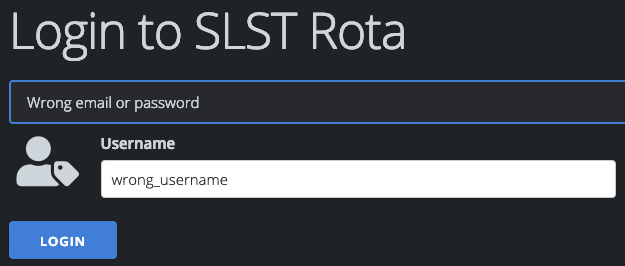 Login to SLST Rota
Wrong email or password
Username
wrong_username
LOGIN